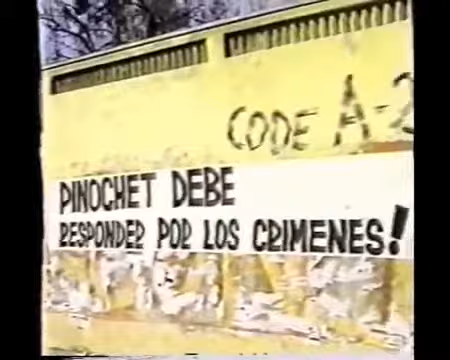 CODE A-2
PINOCHET DEBE
RESPONDER POR LOS CRIMENES!